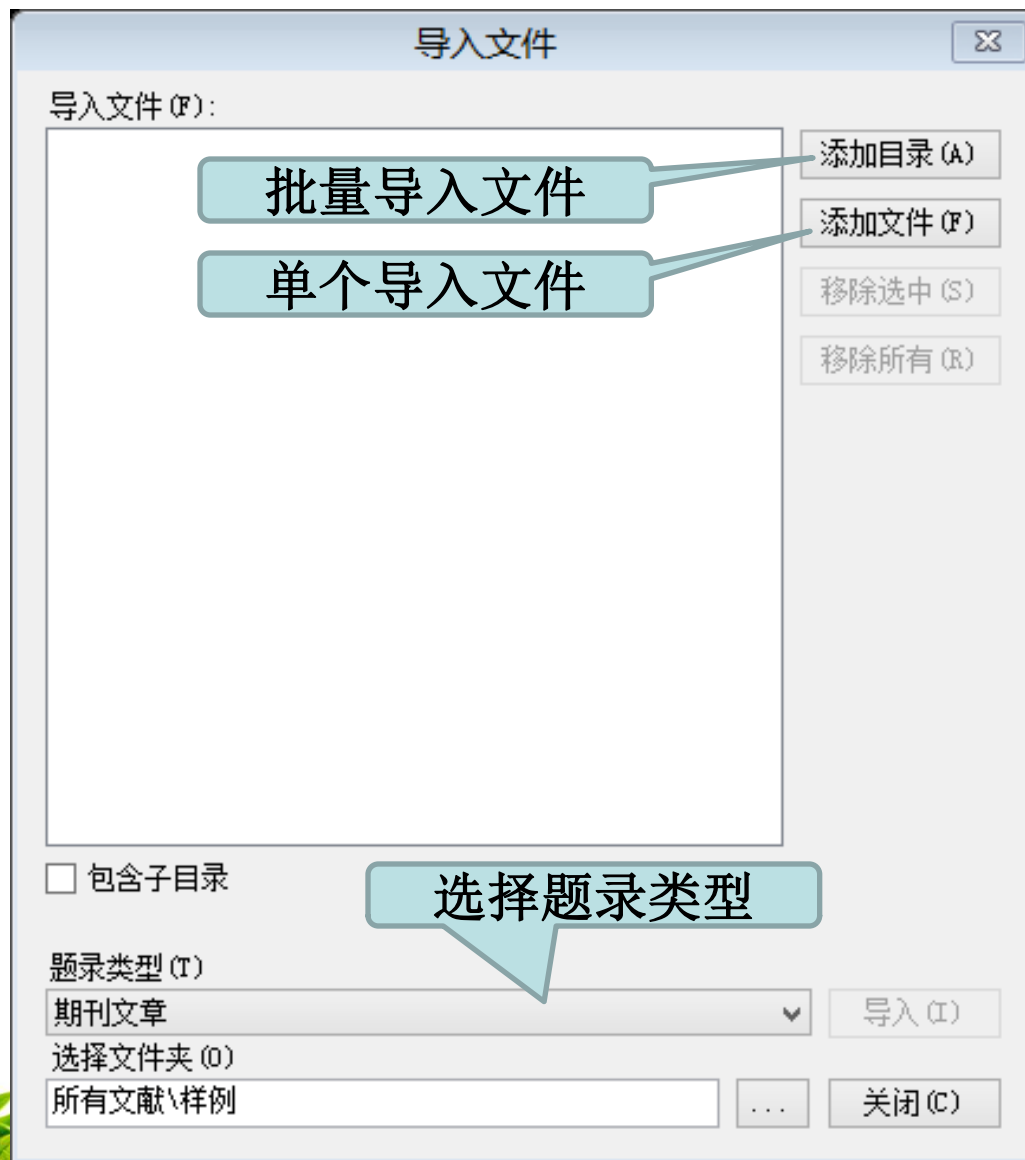 导入文件
导入文件(F):
添加目录(A)
批量导入文件
添加文件(F)
单个导入文件
移除选中(S)
移除所有(R)
包含子目录
选择题录类型
题录类型(T)
期刊文章
导入(I)
选择文件夹(O)
所有文献\样例
...
关闭(C)